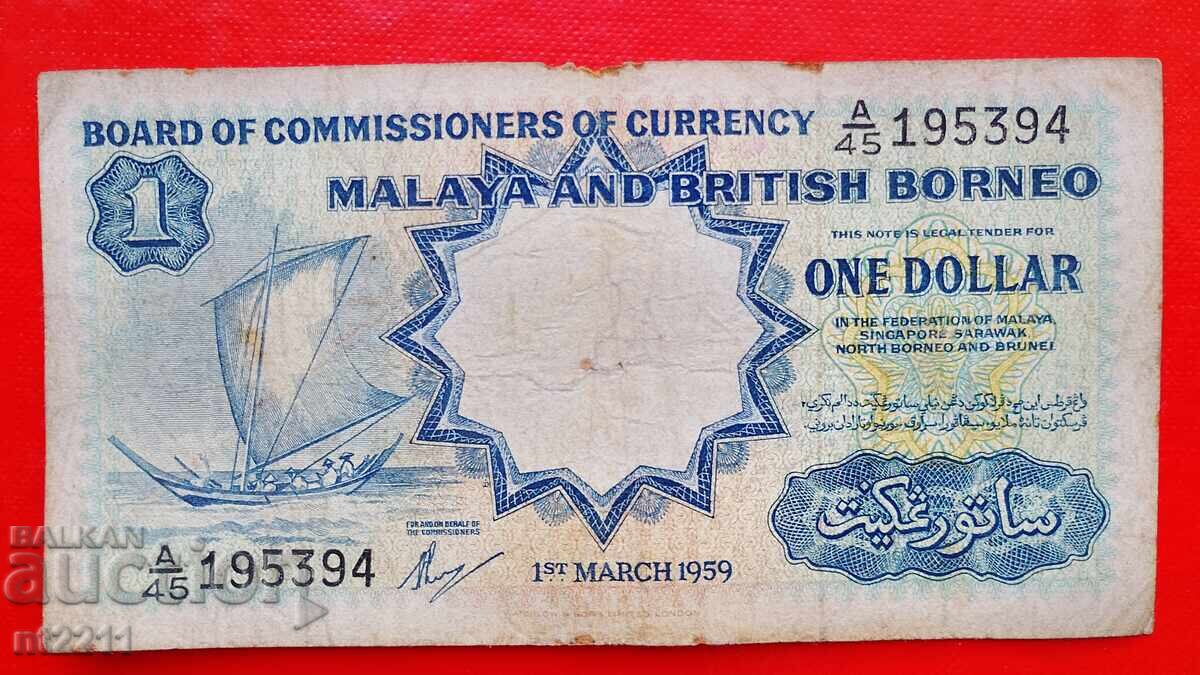 BOARD OF COMMISSIONERS OF CURRENCY
A/45 195394
1
MALAYA AND BRITISH BORNEO
THIS NOTE IS LEGAL TENDER FOR
ONE DOLLAR
IN THE FEDERATION OF MALAYA,
SINGAPORE SARAWAK
NORTH BORNEO AND BRUNEI
ساتو رڠݢيت
FOR AND ON BEHALF OF
THE COMMISSIONERS
A/45 195394
1ST MARCH 1959
LONDON
BALKAN
auction
nt2211